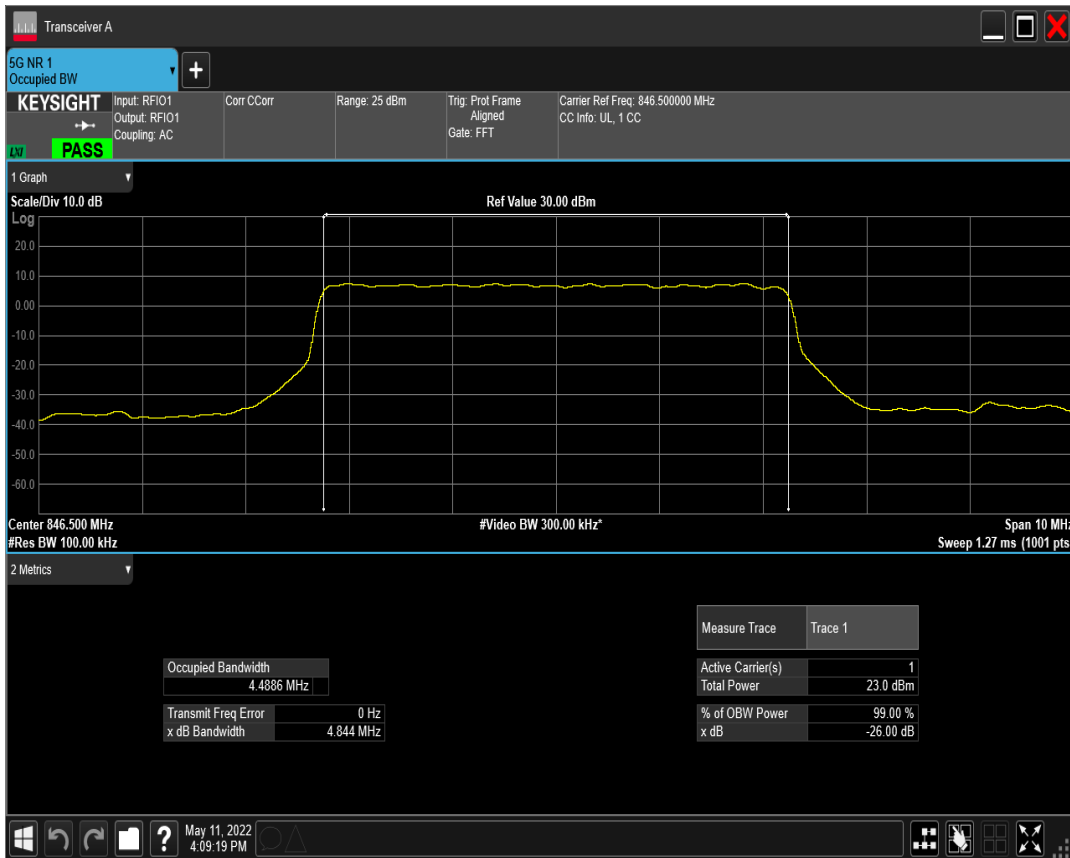 Transceiver A
5G NR 1
Occupied BW
+
KEYSIGHT
LXI
PASS
Input: RFIO1
Output: RFIO1
Coupling: AC
Corr CCorr
Range: 25 dBm
Trig: Prot Frame
Aligned
Gate: FFT
Carrier Ref Freq: 846.500000 MHz
CC Info: UL, 1 CC
1 Graph
Scale/Div 10.0 dB
Ref Value 30.00 dBm
Log
20.0
10.0
0.00
-10.0
-20.0
-30.0
-40.0
-50.0
-60.0
Center 846.500 MHz
#Video BW 300.00 kHz*
Span 10 MHz
#Res BW 100.00 kHz
Sweep 1.27 ms (1001 pts
2 Metrics
Measure Trace Trace 1
Occupied Bandwidth
4.4886 MHz
Active Carrier(s) 1
Total Power 23.0 dBm
Transmit Freq Error 0 Hz
x dB Bandwidth 4.844 MHz
% of OBW Power 99.00 %
x dB -26.00 dB
?
May 11, 2022
4:09:19 PM